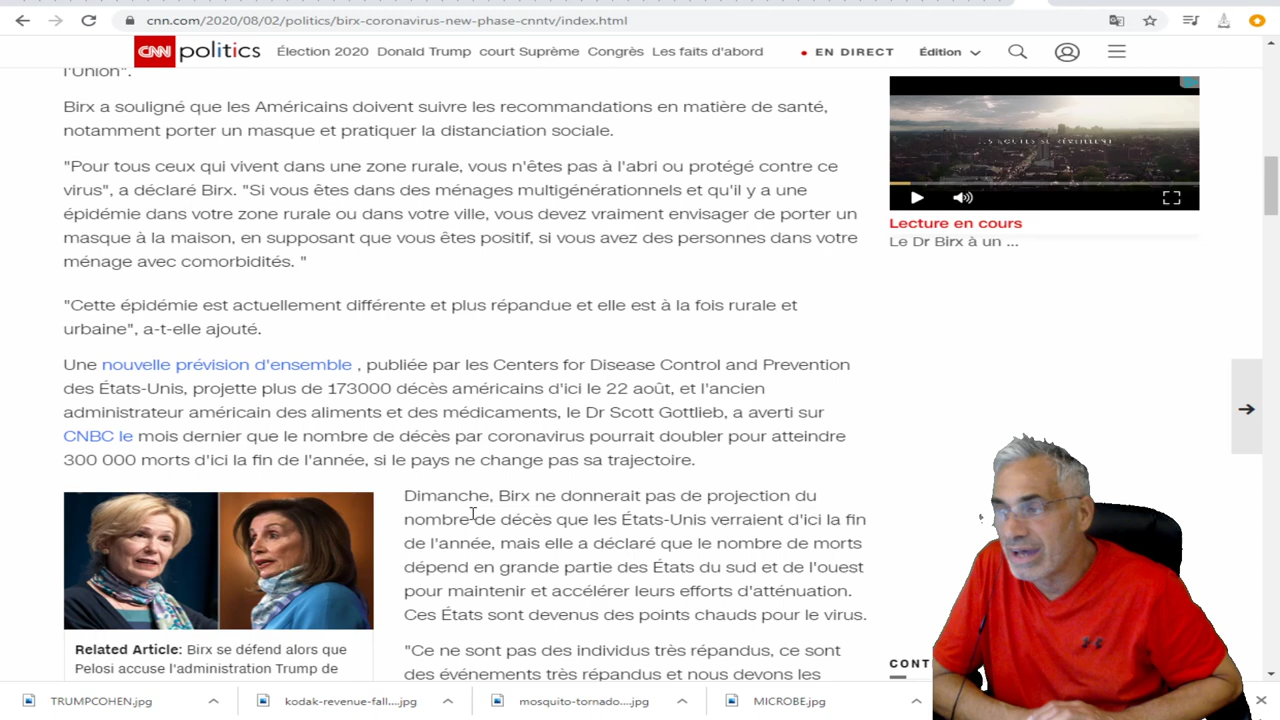 cnn.com/2020/08/02/politics/birx-coronavirus-new-phase-cnntv/index.html
CNN politics Élection 2020 Donald Trump court Suprême Congrès Les faits d'abord • EN DIRECT Édition
l'Union".
Birx a souligné que les Américains doivent suivre les recommandations en matière de santé,
notamment porter un masque et pratiquer la distanciation sociale.
"Pour tous ceux qui vivent dans une zone rurale, vous n'êtes pas à l'abri ou protégé contre ce
virus", a déclaré Birx. "Si vous êtes dans des ménages multigénérationnels et qu'il y a une
épidémie dans votre zone rurale ou dans votre ville, vous devez vraiment envisager de porter un
masque à la maison, en supposant que vous êtes positif, si vous avez des personnes dans votre
ménage avec comorbidités. "
"Cette épidémie est actuellement différente et plus répandue et elle est à la fois rurale et
urbaine", a-t-elle ajouté.
Une nouvelle prévision d'ensemble , publiée par les Centers for Disease Control and Prevention
des États-Unis, projette plus de 173000 décès américains d'ici le 22 août, et l'ancien
administrateur américain des aliments et des médicaments, le Dr Scott Gottlieb, a averti sur
CNBC le mois dernier que le nombre de décès par coronavirus pourrait doubler pour atteindre
300 000 morts d'ici la fin de l'année, si le pays ne change pas sa trajectoire.
Dimanche, Birx ne donnerait pas de projection du
nombre de décès que les États-Unis verraient d'ici la fin
de l'année, mais elle a déclaré que le nombre de morts
dépend en grande partie des États du sud et de l'ouest
pour maintenir et accélérer leurs efforts d'atténuation.
Ces États sont devenus des points chauds pour le virus.
"Ce ne sont pas des individus très répandus, ce sont
des événements très répandus et nous devons les
Related Article: Birx se défend alors que
Pelosi accuse l'administration Trump de
Lecture en cours
Le Dr Birx à un ...
CONT
TRUMPCOHEN.jpg
kodak-revenue-fall....jpg
mosquito-tornado....jpg
MICROBE.jpg